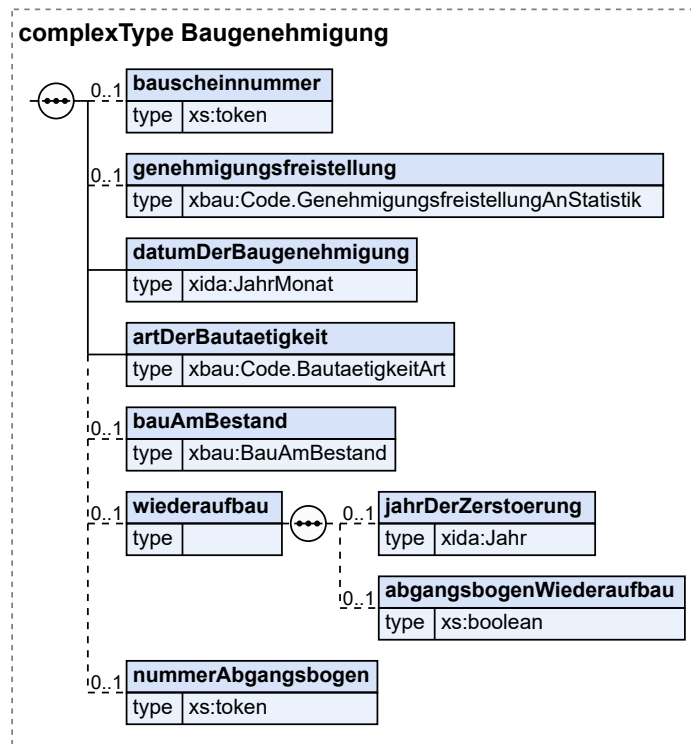 complexType Baugenehmigung
0..1 bauscheinnummer
type xs:token
0..1 genehmigungsfreistellung
type xbau:Code.GenehmigungsfreistellungAnStatistik
datumDerBaugenehmigung
type xida:JahrMonat
artDerBautaetigkeit
type xbau:Code.BautaetigkeitArt
0..1 bauAmBestand
type xbau:BauAmBestand
0..1 wiederaufbau 0..1 jahrDerZerstoerung
type type xida:Jahr
0..1 abgangsbogenWiederaufbau
type xs:boolean
0..1 nummerAbgangsbogen
type xs:token